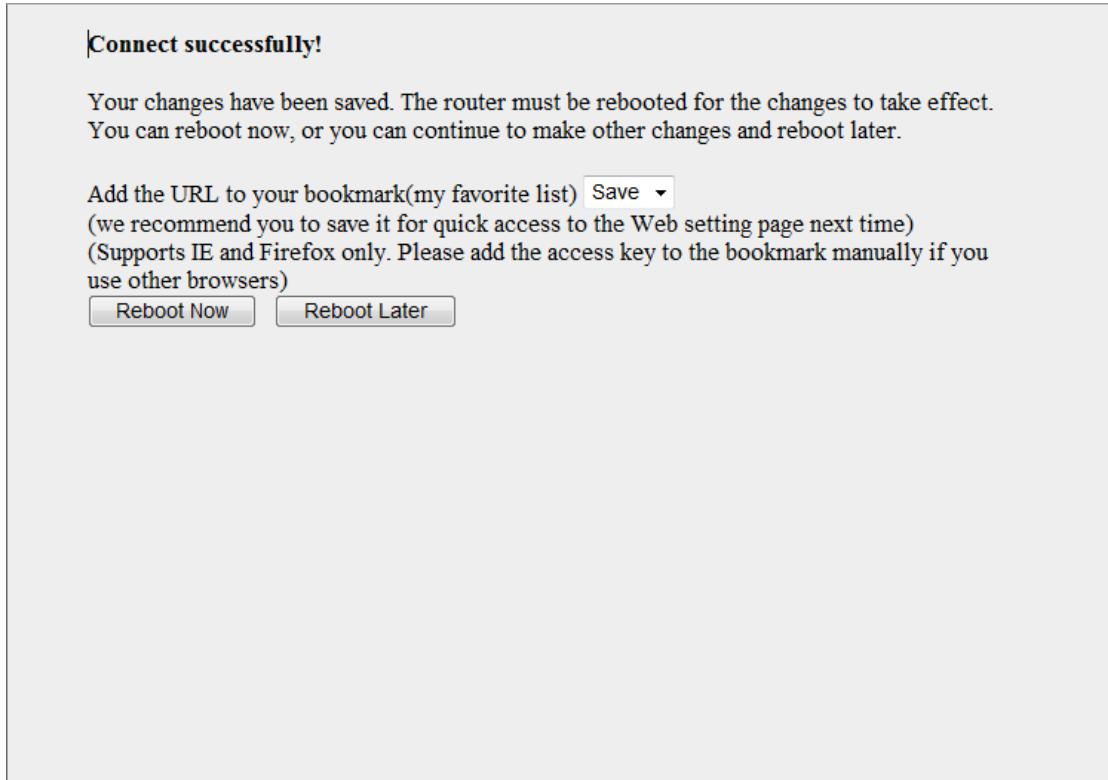 Connect successfully!
Your changes have been saved. The router must be rebooted for the changes to take effect.
You can reboot now, or you can continue to make other changes and reboot later.
Add the URL to your bookmark(my favorite list) Save
(we recommend you to save it for quick access to the Web setting page next time)
(Supports IE and Firefox only. Please add the access key to the bookmark manually if you
use other browsers)
Reboot Now Reboot Later